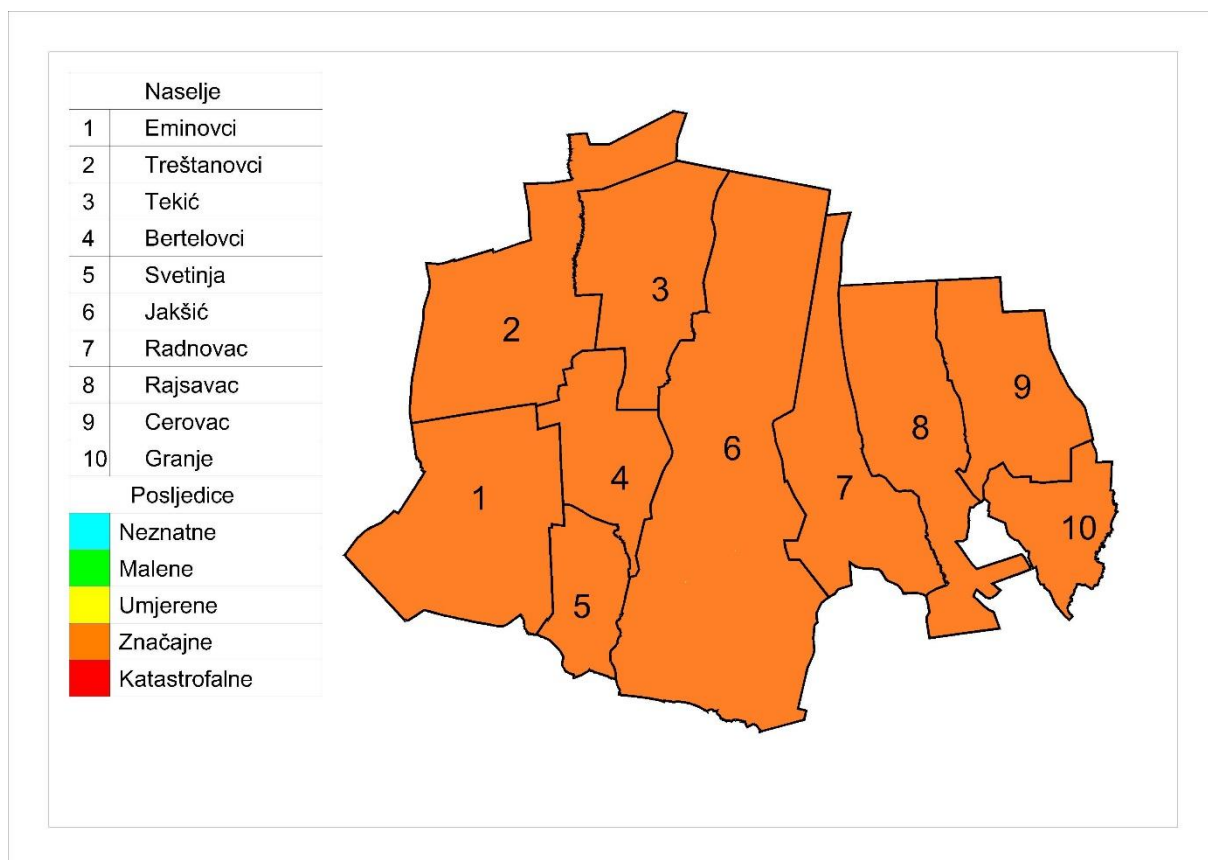 Naselje
1 Eminovci
2 Treštanovci
3 Tekić
4 Bertelovci
5 Svetinja
6 Jakšić
7 Radnovac
8 Rajsavac
9 Cerovac
10 Granje
Posljedice
Neznatne
Malene
Umjerene
Značajne
Katastrofalne
3
2
9
8
6
4
7
1
10
5